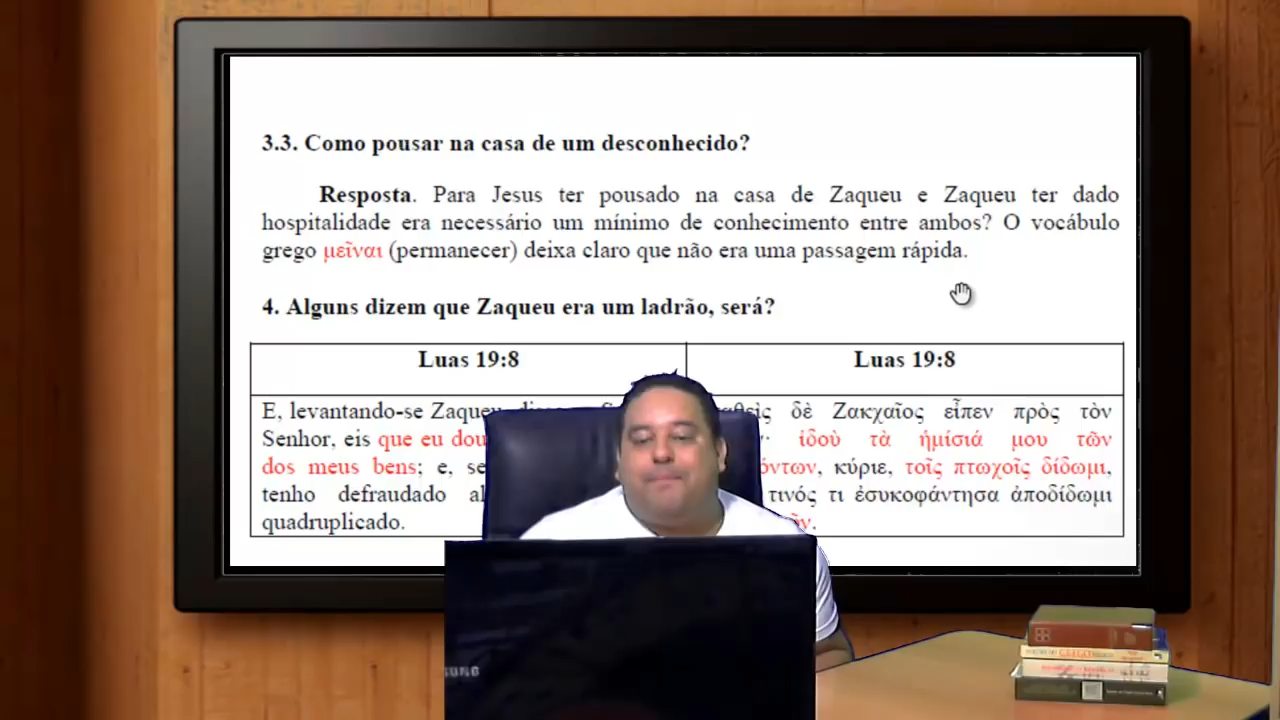 3.3. Como pousar na casa de um desconhecido?
Resposta. Para Jesus ter pousado na casa de Zaqueu e Zaqueu ter dado
hospitalidade era necessário um mínimo de conhecimento entre ambos? O vocábulo
grego μεῖναι (permanecer) deixa claro que não era uma passagem rápida.
4. Alguns dizem que Zaqueu era um ladrão, será?
Luas 19:8
Luas 19:8
E, levantando-se Zaqueu
Senhor, eis que eu dou
dos meus bens; e, se
tenho defraudado
quadruplicado.
δὲ Ζακχαῖος εἶπεν πρὸς τὸν
ἰδοὺ τὰ ἡμίσιά μου τῶν
κύριε, τοῖς πτωχοῖς δίδωμι,
τινός τι ἐσυκοφάντησα ἀποδίδωμι